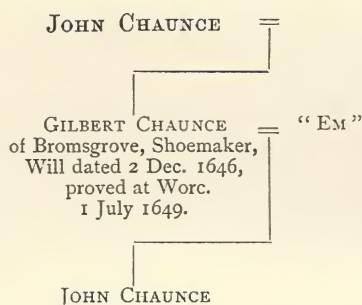 JOHN CHAUNCE =
GILBERT CHAUNCE = "EM"
of Bromsgrove, Shoemaker,
Will dated 2 Dec. 1646,
proved at Worc.
1 July 1649.
JOHN CHAUNCE